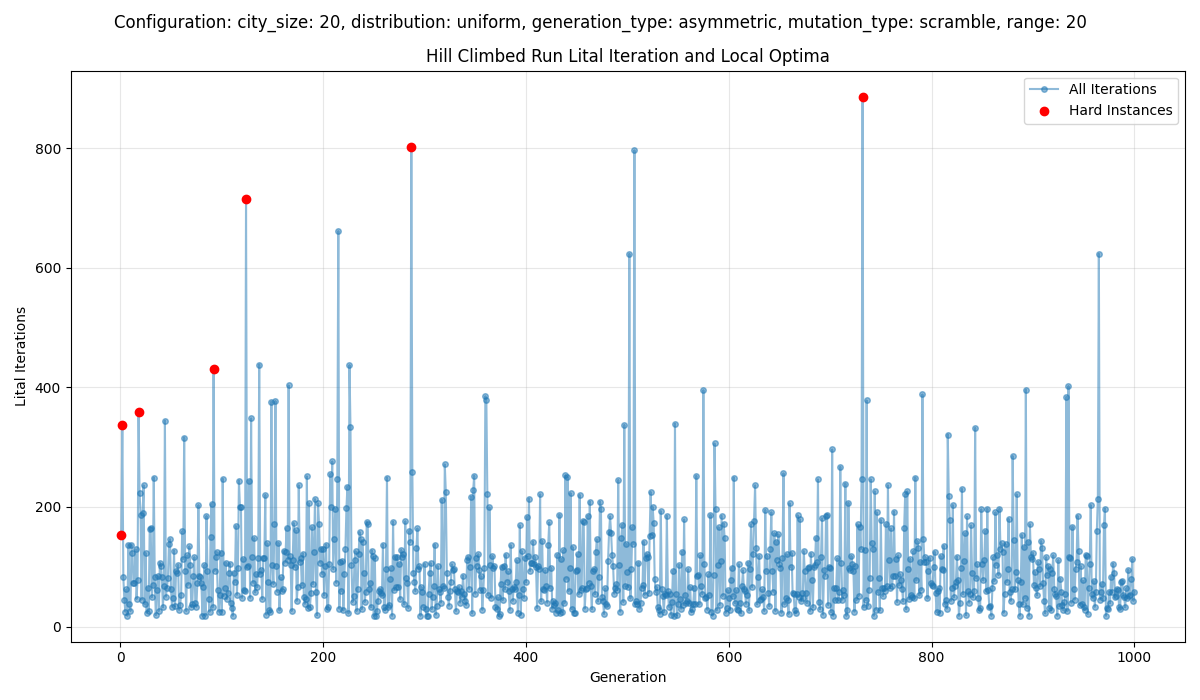 Configuration: city_size: 20, distribution: uniform, generation_type: asymmetric, mutation_type: scramble, range: 20
Hill Climbed Run Lital Iteration and Local Optima
All Iterations
Hard Instances
Lital Iterations
800
600
400
200
0
0 200 400 600 800 1000
Generation